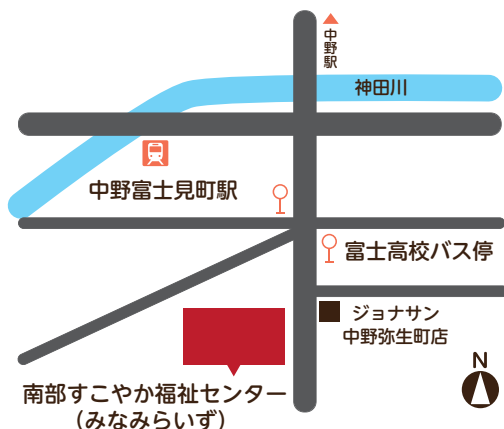 中野駅
神田川
中野富士見町駅
富士高校バス停
ジョナサン
中野弥生町店
N
南部すこやか福祉センター
（みなみらいず）